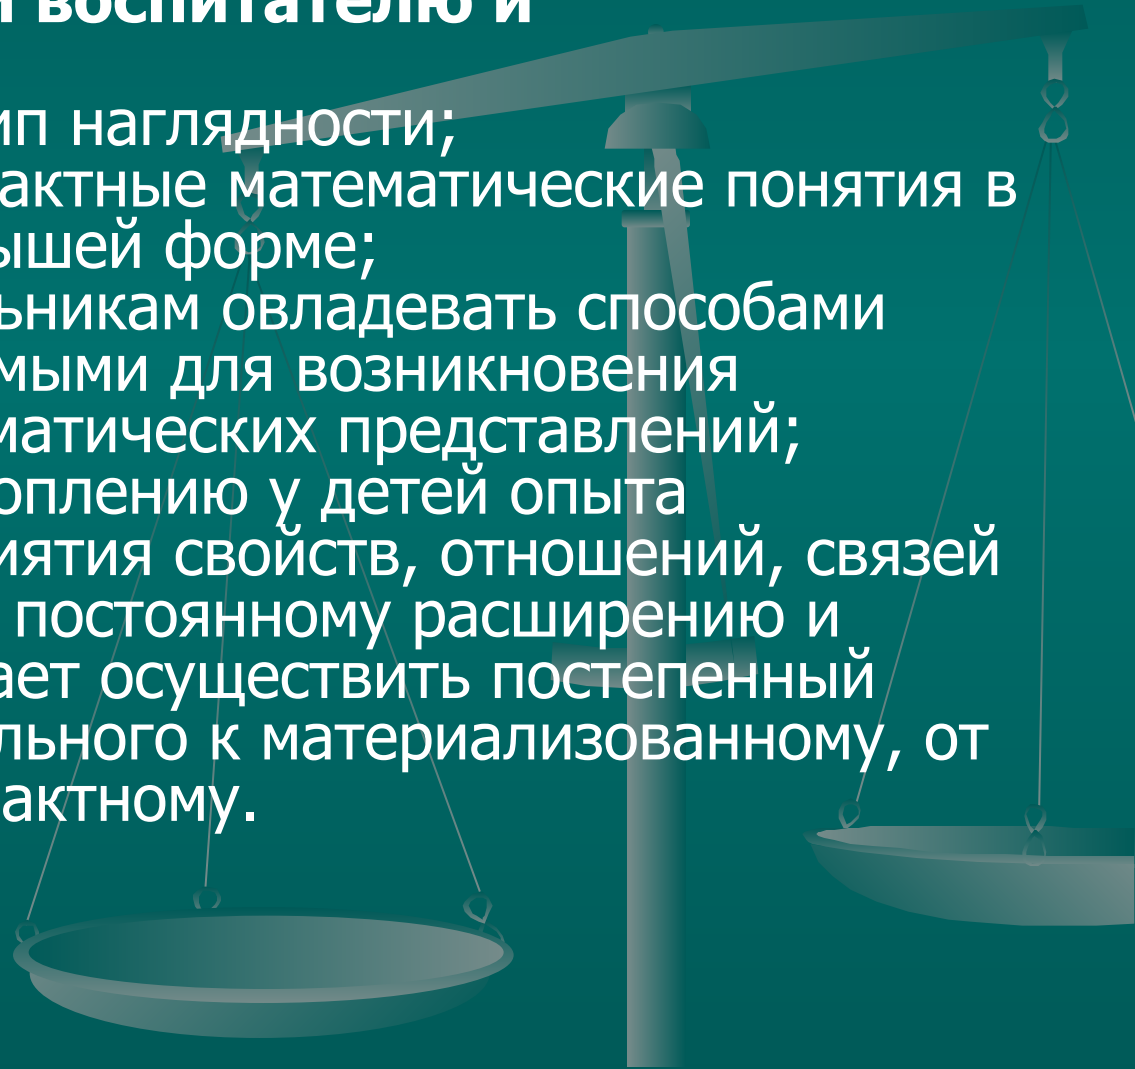 воспитателю и
ип наглядности;
актные математические понятия в
ышей форме;
ьникам овладевать способами
мыми для возникновения
матических представлений;
оплению у детей опыта
иятия свойств, отношений, связей
постоянному расширению и
ает осуществить постепенный
льного к материализованному, от
актному.